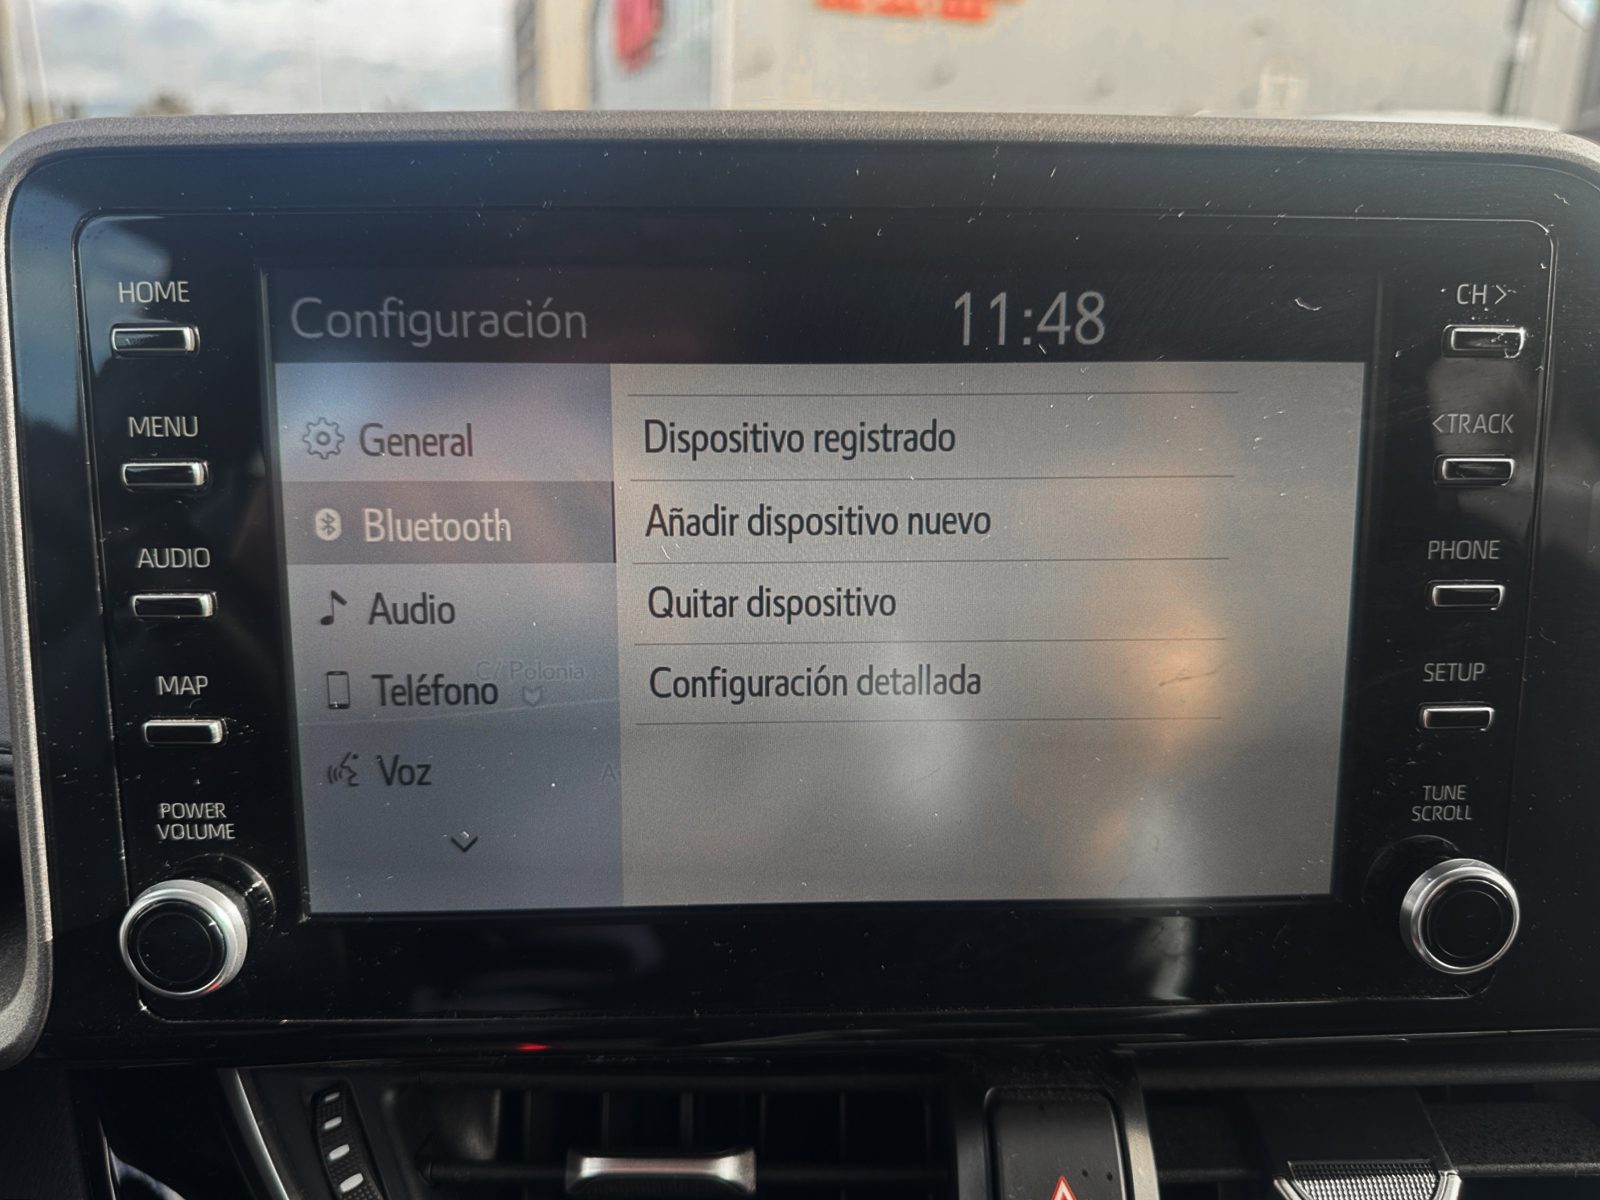 HOME
MENU
AUDIO
MAP
POWER
VOLUME
Configuración
11:48
General
Bluetooth
Audio
Teléfono
Voz
C/ Polonia
Dispositivo registrado
Añadir dispositivo nuevo
Quitar dispositivo
Configuración detallada
CH >
<TRACK
PHONE
SETUP
TUNE
SCROLL